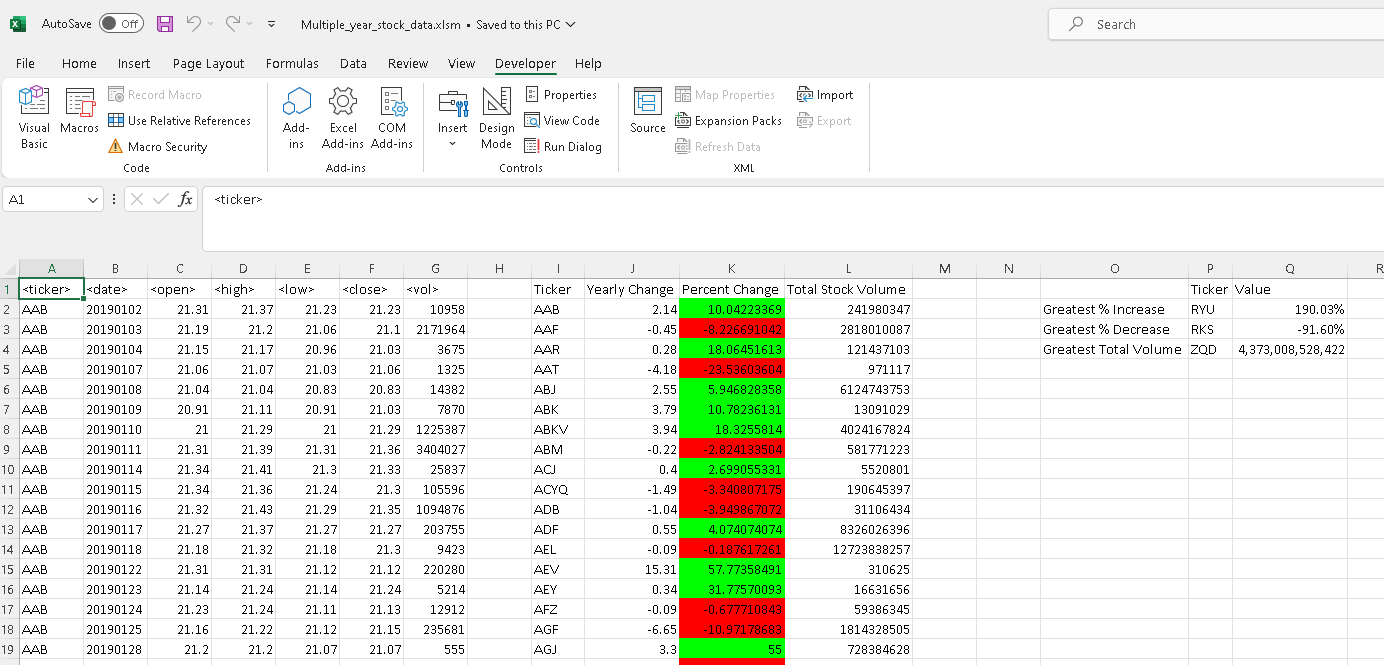 AutoSave Off Multiple_year_stock_data.xlsm • Saved to this PC Search
File Home Insert Page Layout Formulas Data Review View Developer Help
Visual Basic Macros Record Macro Use Relative References Macro Security
Add-ins Excel Add-ins COM Add-ins
Insert Design Mode Properties View Code Run Dialog
Source Map Properties Expansion Packs Refresh Data Import Export
Code Add-ins Controls XML
A1 fx <ticker>
A B C D E F G H I J K L M N O P Q R
1 <ticker> <date> <open> <high> <low> <close> <vol> Ticker Yearly Change Percent Change Total Stock Volume Ticker Value
2 AAB 20190102 21.31 21.37 21.23 21.23 10958 AAB 2.14 10.04223369 241980347 Greatest % Increase RYU 190.03%
3 AAB 20190103 21.19 21.2 21.06 21.1 2171964 AAF -0.45 -8.226691042 2818010087 Greatest % Decrease RKS -91.60%
4 AAB 20190104 21.15 21.17 20.96 21.03 3675 AAR 0.28 18.06451613 121437103 Greatest Total Volume ZQD 4,373,008,528,422
5 AAB 20190107 21.06 21.07 21.03 21.06 1325 AAT -4.18 -23.53603604 971117
6 AAB 20190108 21.04 21.04 20.83 20.83 14382 ABJ 2.55 5.946828358 6124743753
7 AAB 20190109 20.91 21.11 20.91 21.03 7870 ABK 3.79 10.78236131 13091029
8 AAB 20190110 21 21.29 21 21.29 1225387 ABKV 3.94 18.3255814 4024167824
9 AAB 20190111 21.31 21.39 21.31 21.36 3404027 ABM -0.22 -2.824133504 581771223
10 AAB 20190114 21.34 21.41 21.3 21.33 25837 ACJ 0.4 2.699055331 5520801
11 AAB 20190115 21.34 21.36 21.24 21.3 105596 ACYQ -1.49 -3.340807175 190645397
12 AAB 20190116 21.32 21.43 21.29 21.35 1094876 ADB -1.04 -3.949867072 31106434
13 AAB 20190117 21.27 21.37 21.27 21.27 203755 ADF 0.55 4.074074074 8326026396
14 AAB 20190118 21.18 21.32 21.18 21.3 9423 AEL -0.09 -0.187617261 12723838257
15 AAB 20190122 21.31 21.31 21.12 21.12 220280 AEV 15.31 57.77358491 310625
16 AAB 20190123 21.14 21.24 21.14 21.24 5214 AEY 0.34 31.77570093 16631656
17 AAB 20190124 21.23 21.24 21.11 21.13 12912 AFZ -0.09 -0.677710843 59386345
18 AAB 20190125 21.16 21.22 21.12 21.15 235681 AGF -6.65 -10.97178683 1814328505
19 AAB 20190128 21.2 21.2 21.07 21.07 555 AGJ 3.3 55 728384628